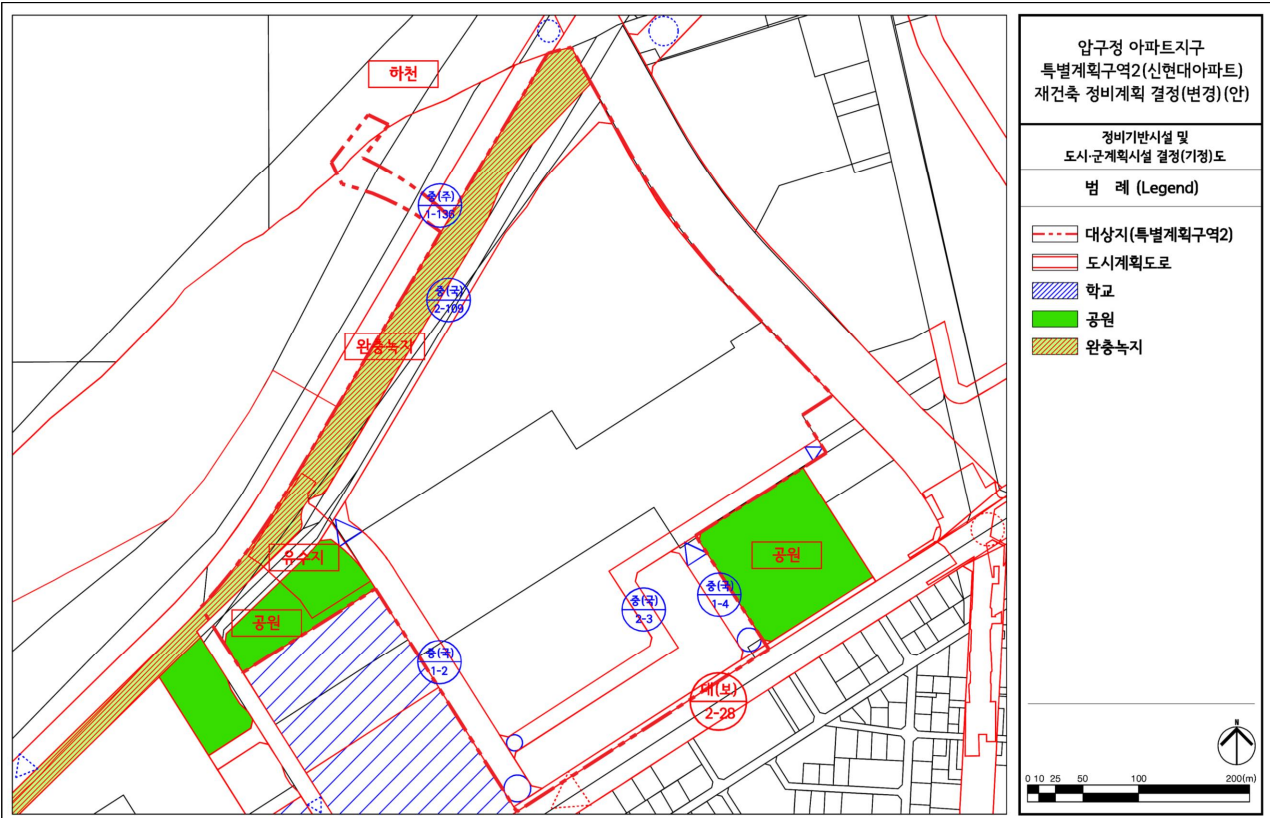 하천
중(주)
1-136
중(국)
2-109
완충녹지
유수지
공원
공원
중(국)
2-3
중(국)
1-4
중(국)
1-2
대(보)
2-28
압구정 아파트지구
특별계획구역2(신현대아파트)
재건축 정비계획 결정(변경)(안)
정비기반시설 및
도시·군계획시설 결정(기정)도
범 례 (Legend)
대상지(특별계획구역2)
도시계획도로
학교
공원
완충녹지
N
0 10 25 50 100 200(m)